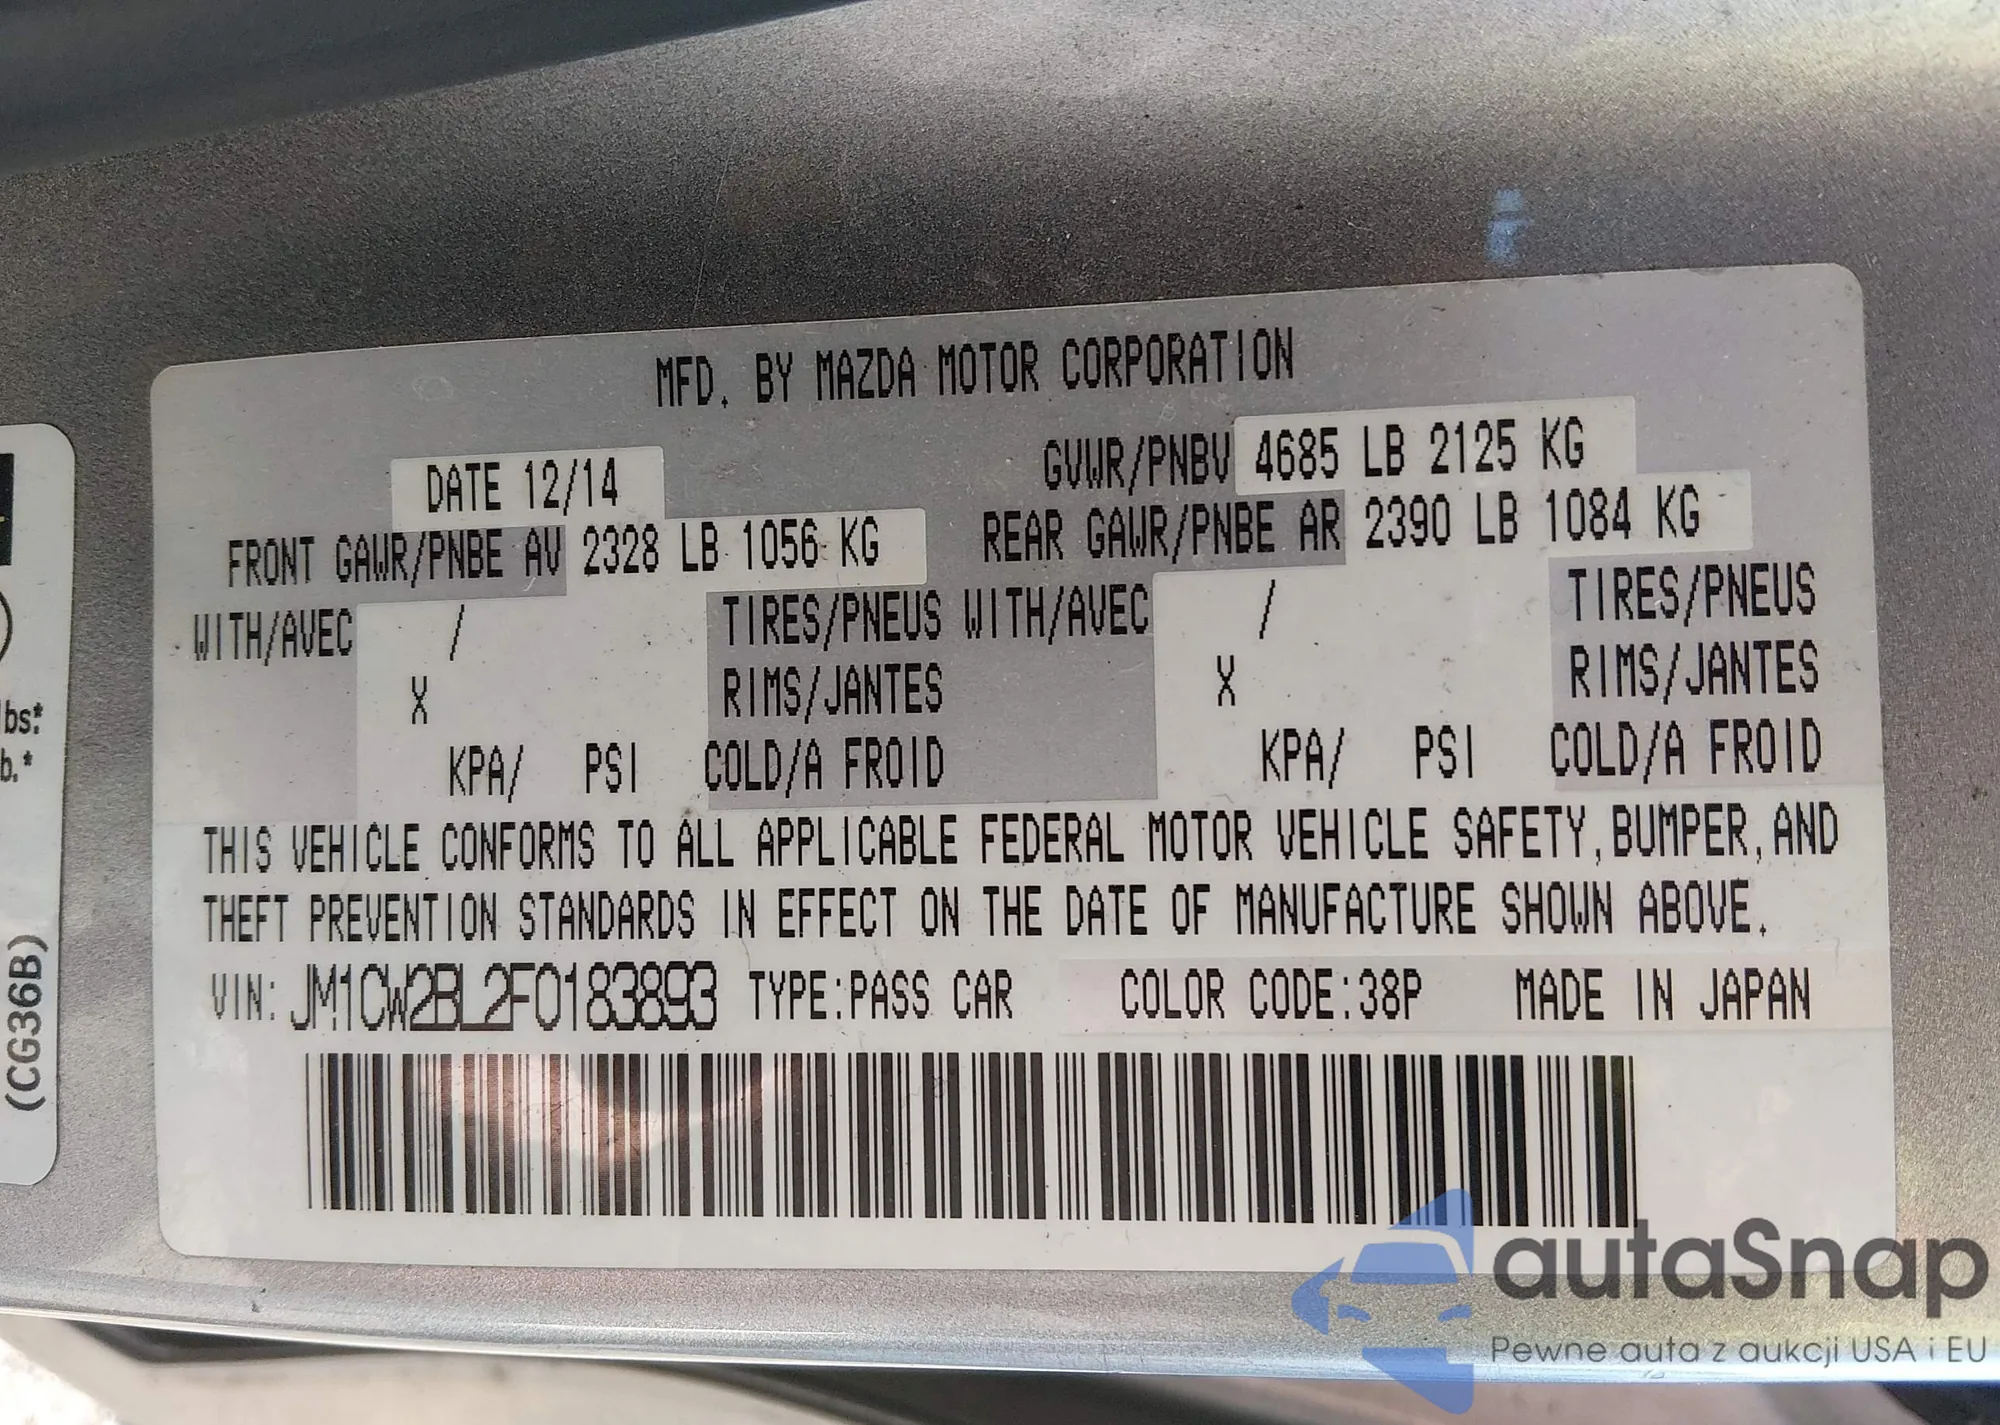 MFD. BY MAZDA MOTOR CORPORATION
DATE 12/14
GVWR/PNBV 4685 LB 2125 KG
FRONT GAWR/PNBE AV 2328 LB 1056 KG
REAR GAWR/PNBE AR 2390 LB 1084 KG
WITH/AVEC / TIRES/PNEUS WITH/AVEC / TIRES/PNEUS
X RIMS/JANTES X RIMS/JANTES
KPA/ PSI COLD/A FROID KPA/ PSI COLD/A FROID
THIS VEHICLE CONFORMS TO ALL APPLICABLE FEDERAL MOTOR VEHICLE SAFETY, BUMPER, AND
THEFT PREVENTION STANDARDS IN EFFECT ON THE DATE OF MANUFACTURE SHOWN ABOVE.
VIN: JM1CW2BL2F0183893 TYPE:PASS CAR COLOR CODE:38P MADE IN JAPAN
lbs.*
b.*
(CG36B)
autaSnap
Pewne auta z aukcji USA i EU